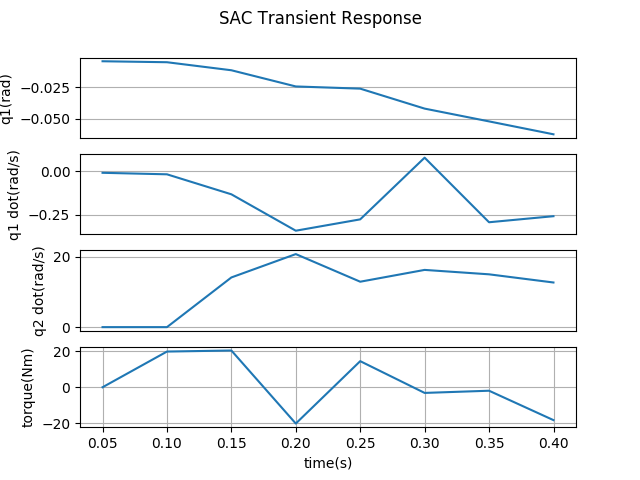 SAC Transient Response
−0.025
−0.050
q1(rad)
0.00
−0.25
q1 dot(rad/s)
20
0
q2 dot(rad/s)
20
0
−20
torque(Nm)
0.05 0.10 0.15 0.20 0.25 0.30 0.35 0.40
time(s)